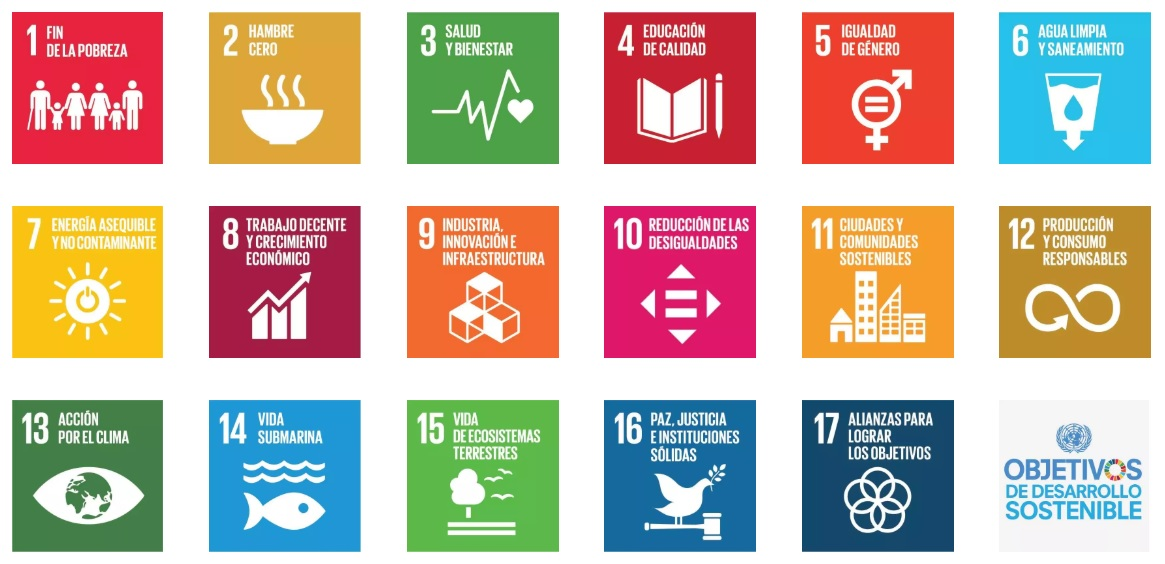 1 FIN
DE LA POBREZA
2 HAMBRE
CERO
3 SALUD
Y BIENESTAR
4 EDUCACIÓN
DE CALIDAD
5 IGUALDAD
DE GÉNERO
6 AGUA LIMPIA
Y SANEAMIENTO
7 ENERGÍA ASEQUIBLE
Y NO CONTAMINANTE
8 TRABAJO DECENTE
Y CRECIMIENTO
ECONÓMICO
9 INDUSTRIA,
INNOVACIÓN E
INFRAESTRUCTURA
10 REDUCCIÓN DE LAS
DESIGUALDADES
11 CIUDADES Y
COMUNIDADES
SOSTENIBLES
12 PRODUCCIÓN
Y CONSUMO
RESPONSABLES
13 ACCIÓN
POR EL CLIMA
14 VIDA
SUBMARINA
15 VIDA
DE ECOSISTEMAS
TERRESTRES
16 PAZ, JUSTICIA
E INSTITUCIONES
SÓLIDAS
17 ALIANZAS PARA
LOGRAR
LOS OBJETIVOS
OBJETIVOS
DE DESARROLLO
SOSTENIBLE